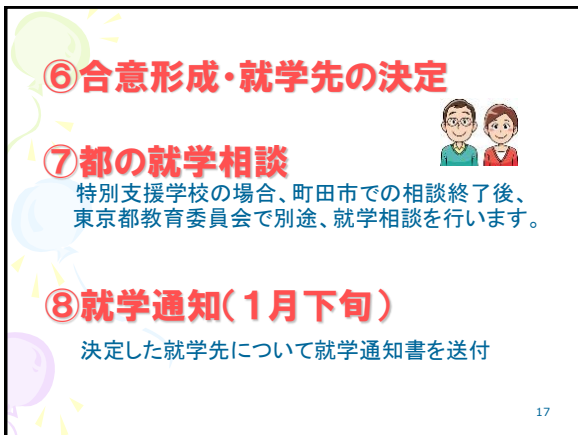 ⑥合意形成・就学先の決定
⑦都の就学相談
特別支援学校の場合、町田市での相談終了後、
東京都教育委員会で別途、就学相談を行います。
⑧就学通知（１月下旬）
決定した就学先について就学通知書を送付
17